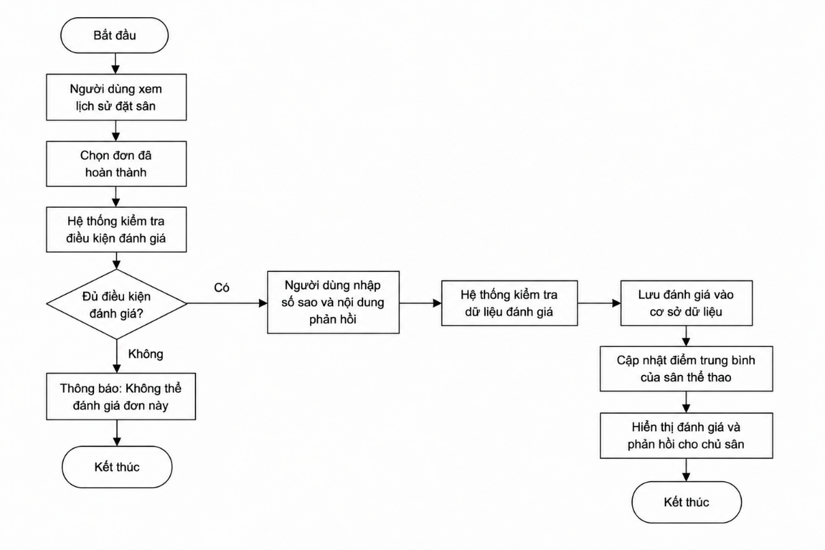 Bắt đầu
Người dùng xem
lịch sử đặt sân
Chọn đơn đã
hoàn thành
Hệ thống kiểm tra
điều kiện đánh giá
Đủ điều kiện
đánh giá?
Có
Không
Thông báo: Không thể
đánh giá đơn này
Kết thúc
Người dùng nhập
số sao và nội dung
phản hồi
Hệ thống kiểm tra
dữ liệu đánh giá
Lưu đánh giá vào
cơ sở dữ liệu
Cập nhật điểm trung bình
của sân thể thao
Hiển thị đánh giá và
phản hồi cho chủ sân
Kết thúc